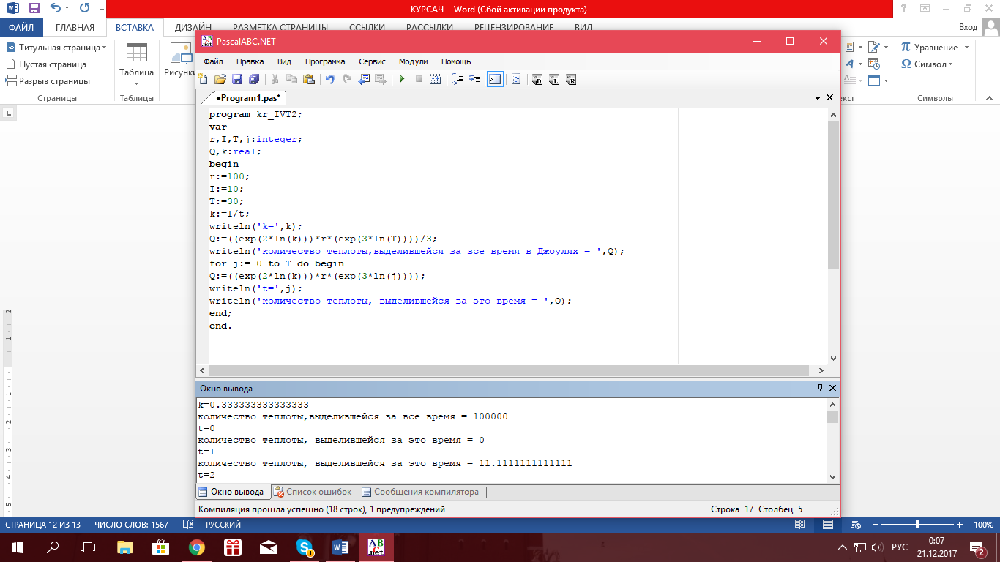 КУРСАЧ - Word (Сбой активации продукта)
ФАЙЛ ГЛАВНАЯ ВСТАВКА ДИЗАЙН РАЗМЕТКА СТРАНИЦЫ ССЫЛКИ РАССЫЛКИ РЕЦЕНЗИРОВАНИЕ ВИД Вход
Титульная страница
Пустая страница
Разрыв страницы
Страницы
Таблица
Таблицы
Рисунки
Уравнение
Символ
Символы
PascalABC.NET
Файл Правка Вид Программа Сервис Модули Помощь
•Program1.pas*
program kr_IVT2;
var
r,I,T,j:integer;
Q,k:real;
begin
r:=100;
I:=10;
T:=30;
k:=I/t;
writeln('k=',k);
Q:=((exp(2*ln(k)))*r*(exp(3*ln(T))))/3;
writeln('количество теплоты,выделившейся за все время в Джоулях = ',Q);
for j:= 0 to T do begin
Q:=((exp(2*ln(k)))*r*(exp(3*ln(j))));
writeln('t=',j);
writeln('количество теплоты, выделившейся за это время = ',Q);
end;
end.
Окно вывода
k=0.333333333333333
количество теплоты,выделившейся за все время = 100000
t=0
количество теплоты, выделившейся за это время = 0
t=1
количество теплоты, выделившейся за это время = 11.1111111111111
t=2
Окно вывода Список ошибок Сообщения компилятора
Компиляция прошла успешно (18 строк), 1 предупреждений Строка 17 Столбец 5
СТРАНИЦА 12 ИЗ 13 ЧИСЛО СЛОВ: 1567 РУССКИЙ 100%
РУС
0:07
21.12.2017